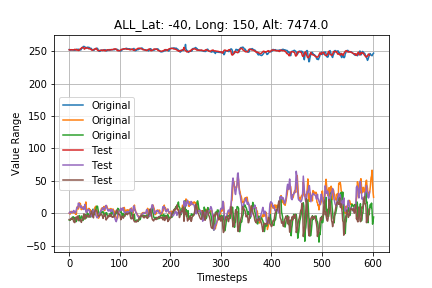 ALL_Lat: -40, Long: 150, Alt: 7474.0
Value Range
250
200
150
100
50
0
−50
Original
Original
Original
Test
Test
Test
0 100 200 300 400 500 600
Timesteps